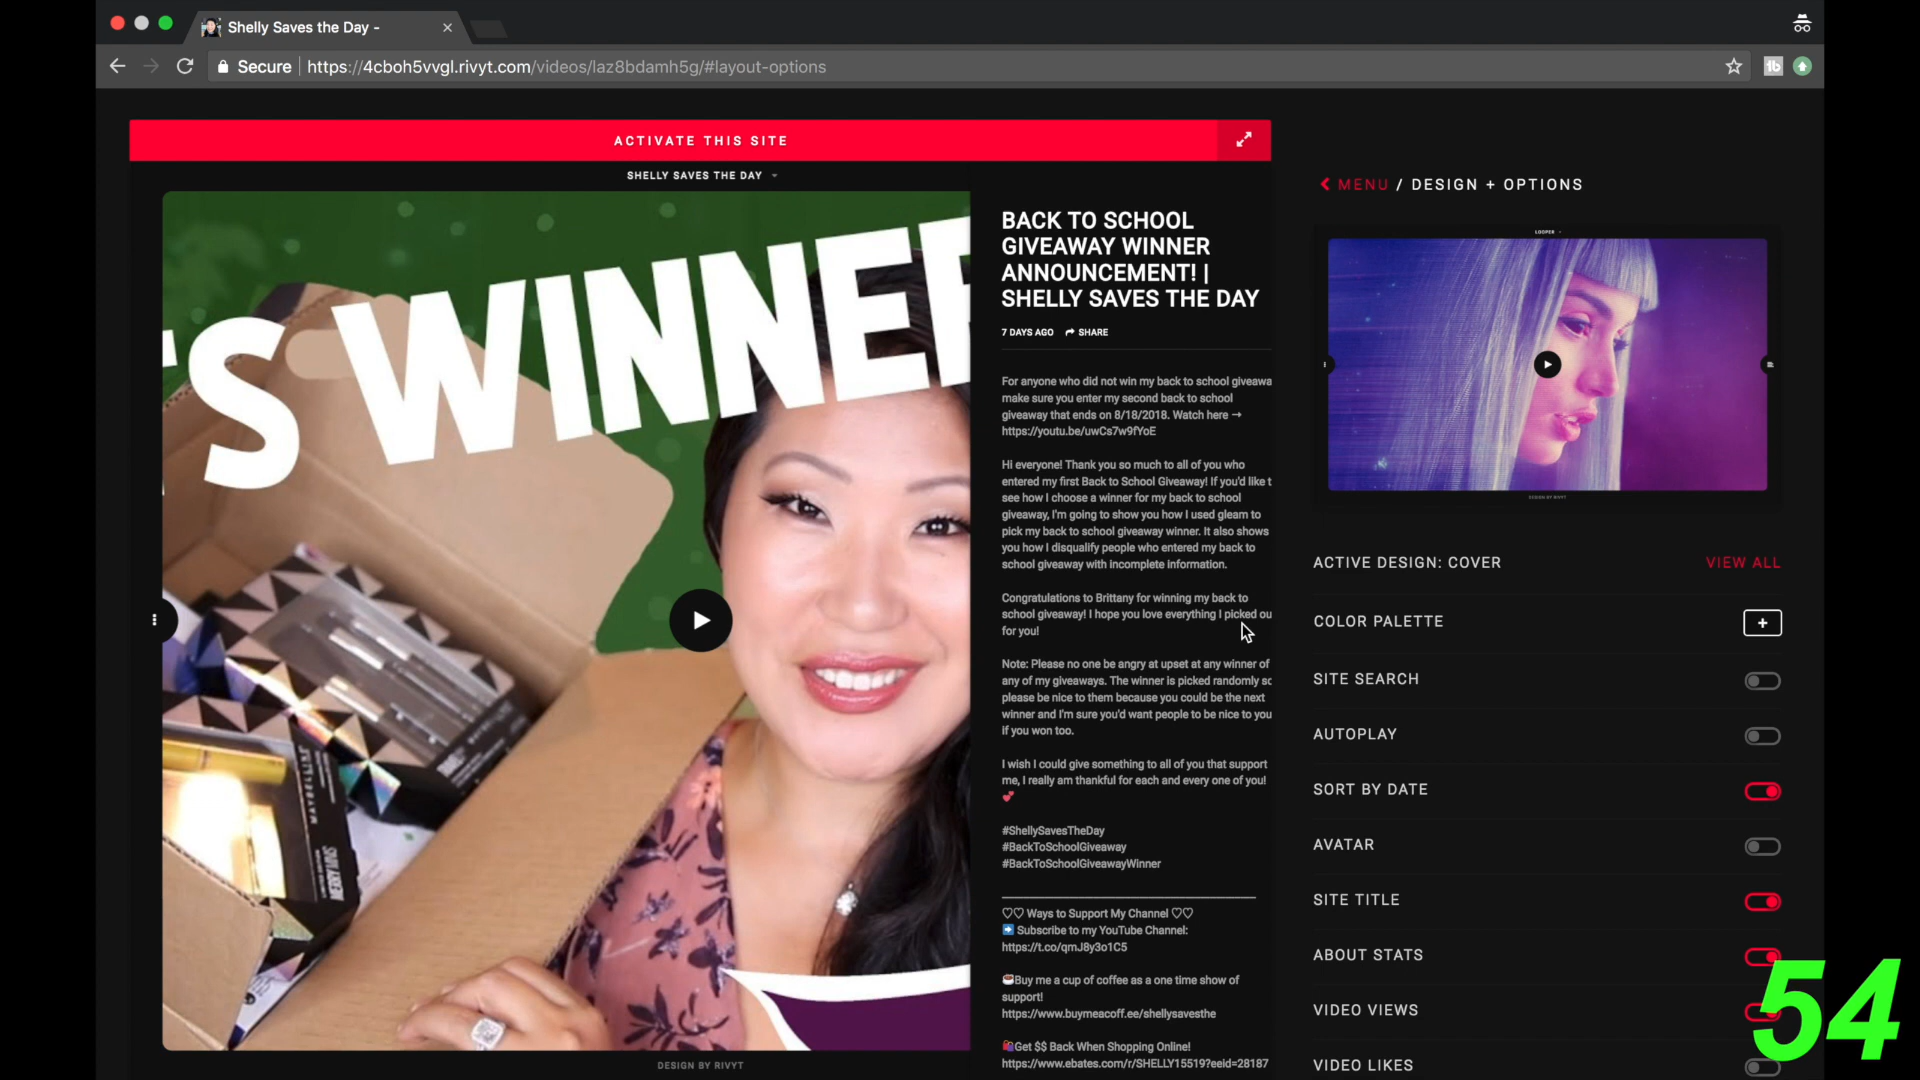 Shelly Saves the Day -
Secure https://4cboh5vvgl.rivyt.com/videos/laz8bdamh5g/#layout-options
ACTIVATE THIS SITE
SHELLY SAVES THE DAY
'S WINNER
MAYBELLINE
BACK TO SCHOOL
GIVEAWAY WINNER
ANNOUNCEMENT! |
SHELLY SAVES THE DAY
7 DAYS AGO SHARE
For anyone who did not win my back to school giveawa
make sure you enter my second back to school
giveaway that ends on 8/18/2018. Watch here →
https://youtu.be/uwCs7w9fYoE
Hi everyone! Thank you so much to all of you who
entered my first Back to School Giveaway! If you'd like t
see how I choose a winner for my back to school
giveaway, I'm going to show you how I used gleam to
pick my back to school giveaway winner. It also shows
you how I disqualify people who entered my back to
school giveaway with incomplete information.
Congratulations to Brittany for winning my back to
school giveaway! I hope you love everything I picked ou
for you!
Note: Please no one be angry at upset at any winner of
any of my giveaways. The winner is picked randomly so
please be nice to them because you could be the next
winner and I'm sure you'd want people to be nice to you
if you won too.
I wish I could give something to all of you that support
me, I really am thankful for each and every one of you!
💕
#ShellySavesTheDay
#BackToSchoolGiveaway
#BackToSchoolGiveawayWinner
♡♡ Ways to Support My Channel ♡♡
➡️ Subscribe to my YouTube Channel:
https://t.co/qmJ8y3o1C5
☕Buy me a cup of coffee as a one time show of
support!
https://www.buymeacoff.ee/shellysavesthe
🛍Get $$ Back When Shopping Online!
https://www.ebates.com/r/SHELLY15519?eeid=28187
DESIGN BY RIVYT
MENU / DESIGN + OPTIONS
LOOPER
DESIGN BY RIVYT
ACTIVE DESIGN: COVER VIEW ALL
COLOR PALETTE +
SITE SEARCH
AUTOPLAY
SORT BY DATE
AVATAR
SITE TITLE
ABOUT STATS
VIDEO VIEWS
VIDEO LIKES
54